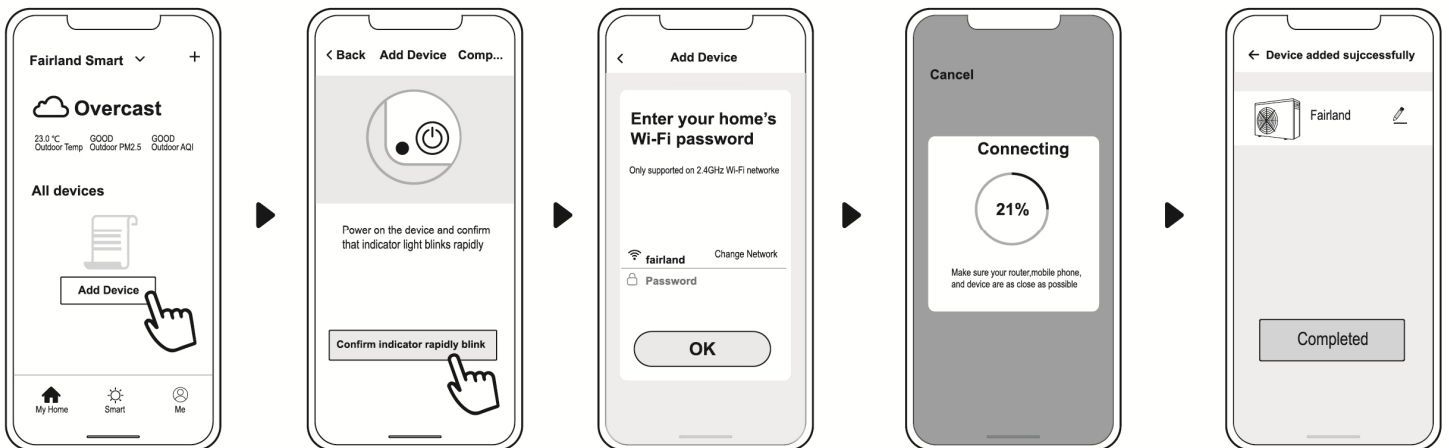 Fairland Smart
+
Overcast
23.0 ℃ GOOD GOOD
Outdoor Temp Outdoor PM2.5 Outdoor AQI
All devices
Add Device
My Home Smart Me
< Back Add Device Comp...
Power on the device and confirm
that indicator light blinks rapidly
Confirm indicator rapidly blink
< Add Device
Enter your home's
Wi-Fi password
Only supported on 2.4GHz Wi-Fi networke
fairland Change Network
Password
OK
Cancel
Connecting
21%
Make sure your router,mobile phone,
and device are as close as possible
← Device added sujccessfully
Fairland
Completed